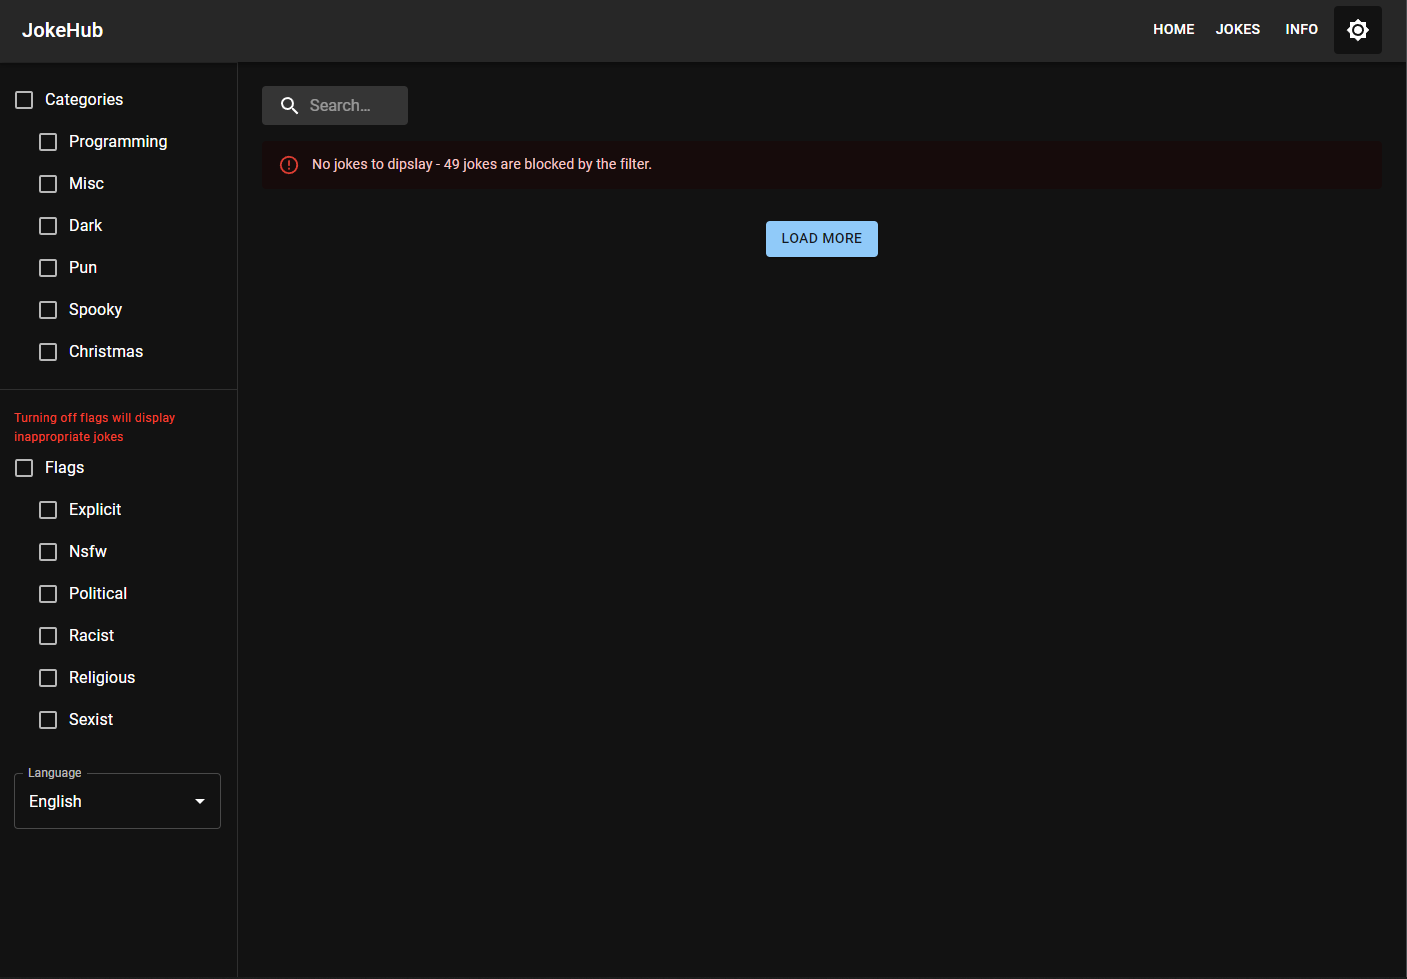 JokeHub
HOME JOKES INFO
Categories
Programming
Misc
Dark
Pun
Spooky
Christmas
Turning off flags will display
inappropriate jokes
Flags
Explicit
Nsfw
Political
Racist
Religious
Sexist
Language
English
Search...
No jokes to dipslay - 49 jokes are blocked by the filter.
LOAD MORE